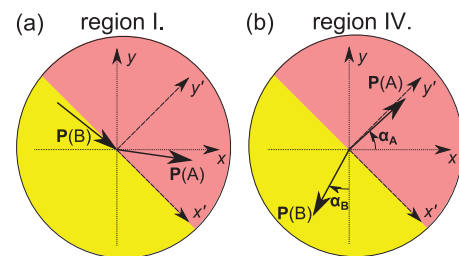 (a) region I.
y
y'
P(B)
x
P(A)
x'
(b) region IV.
y
P(A)
y'
αA
x
αB
P(B)
x'